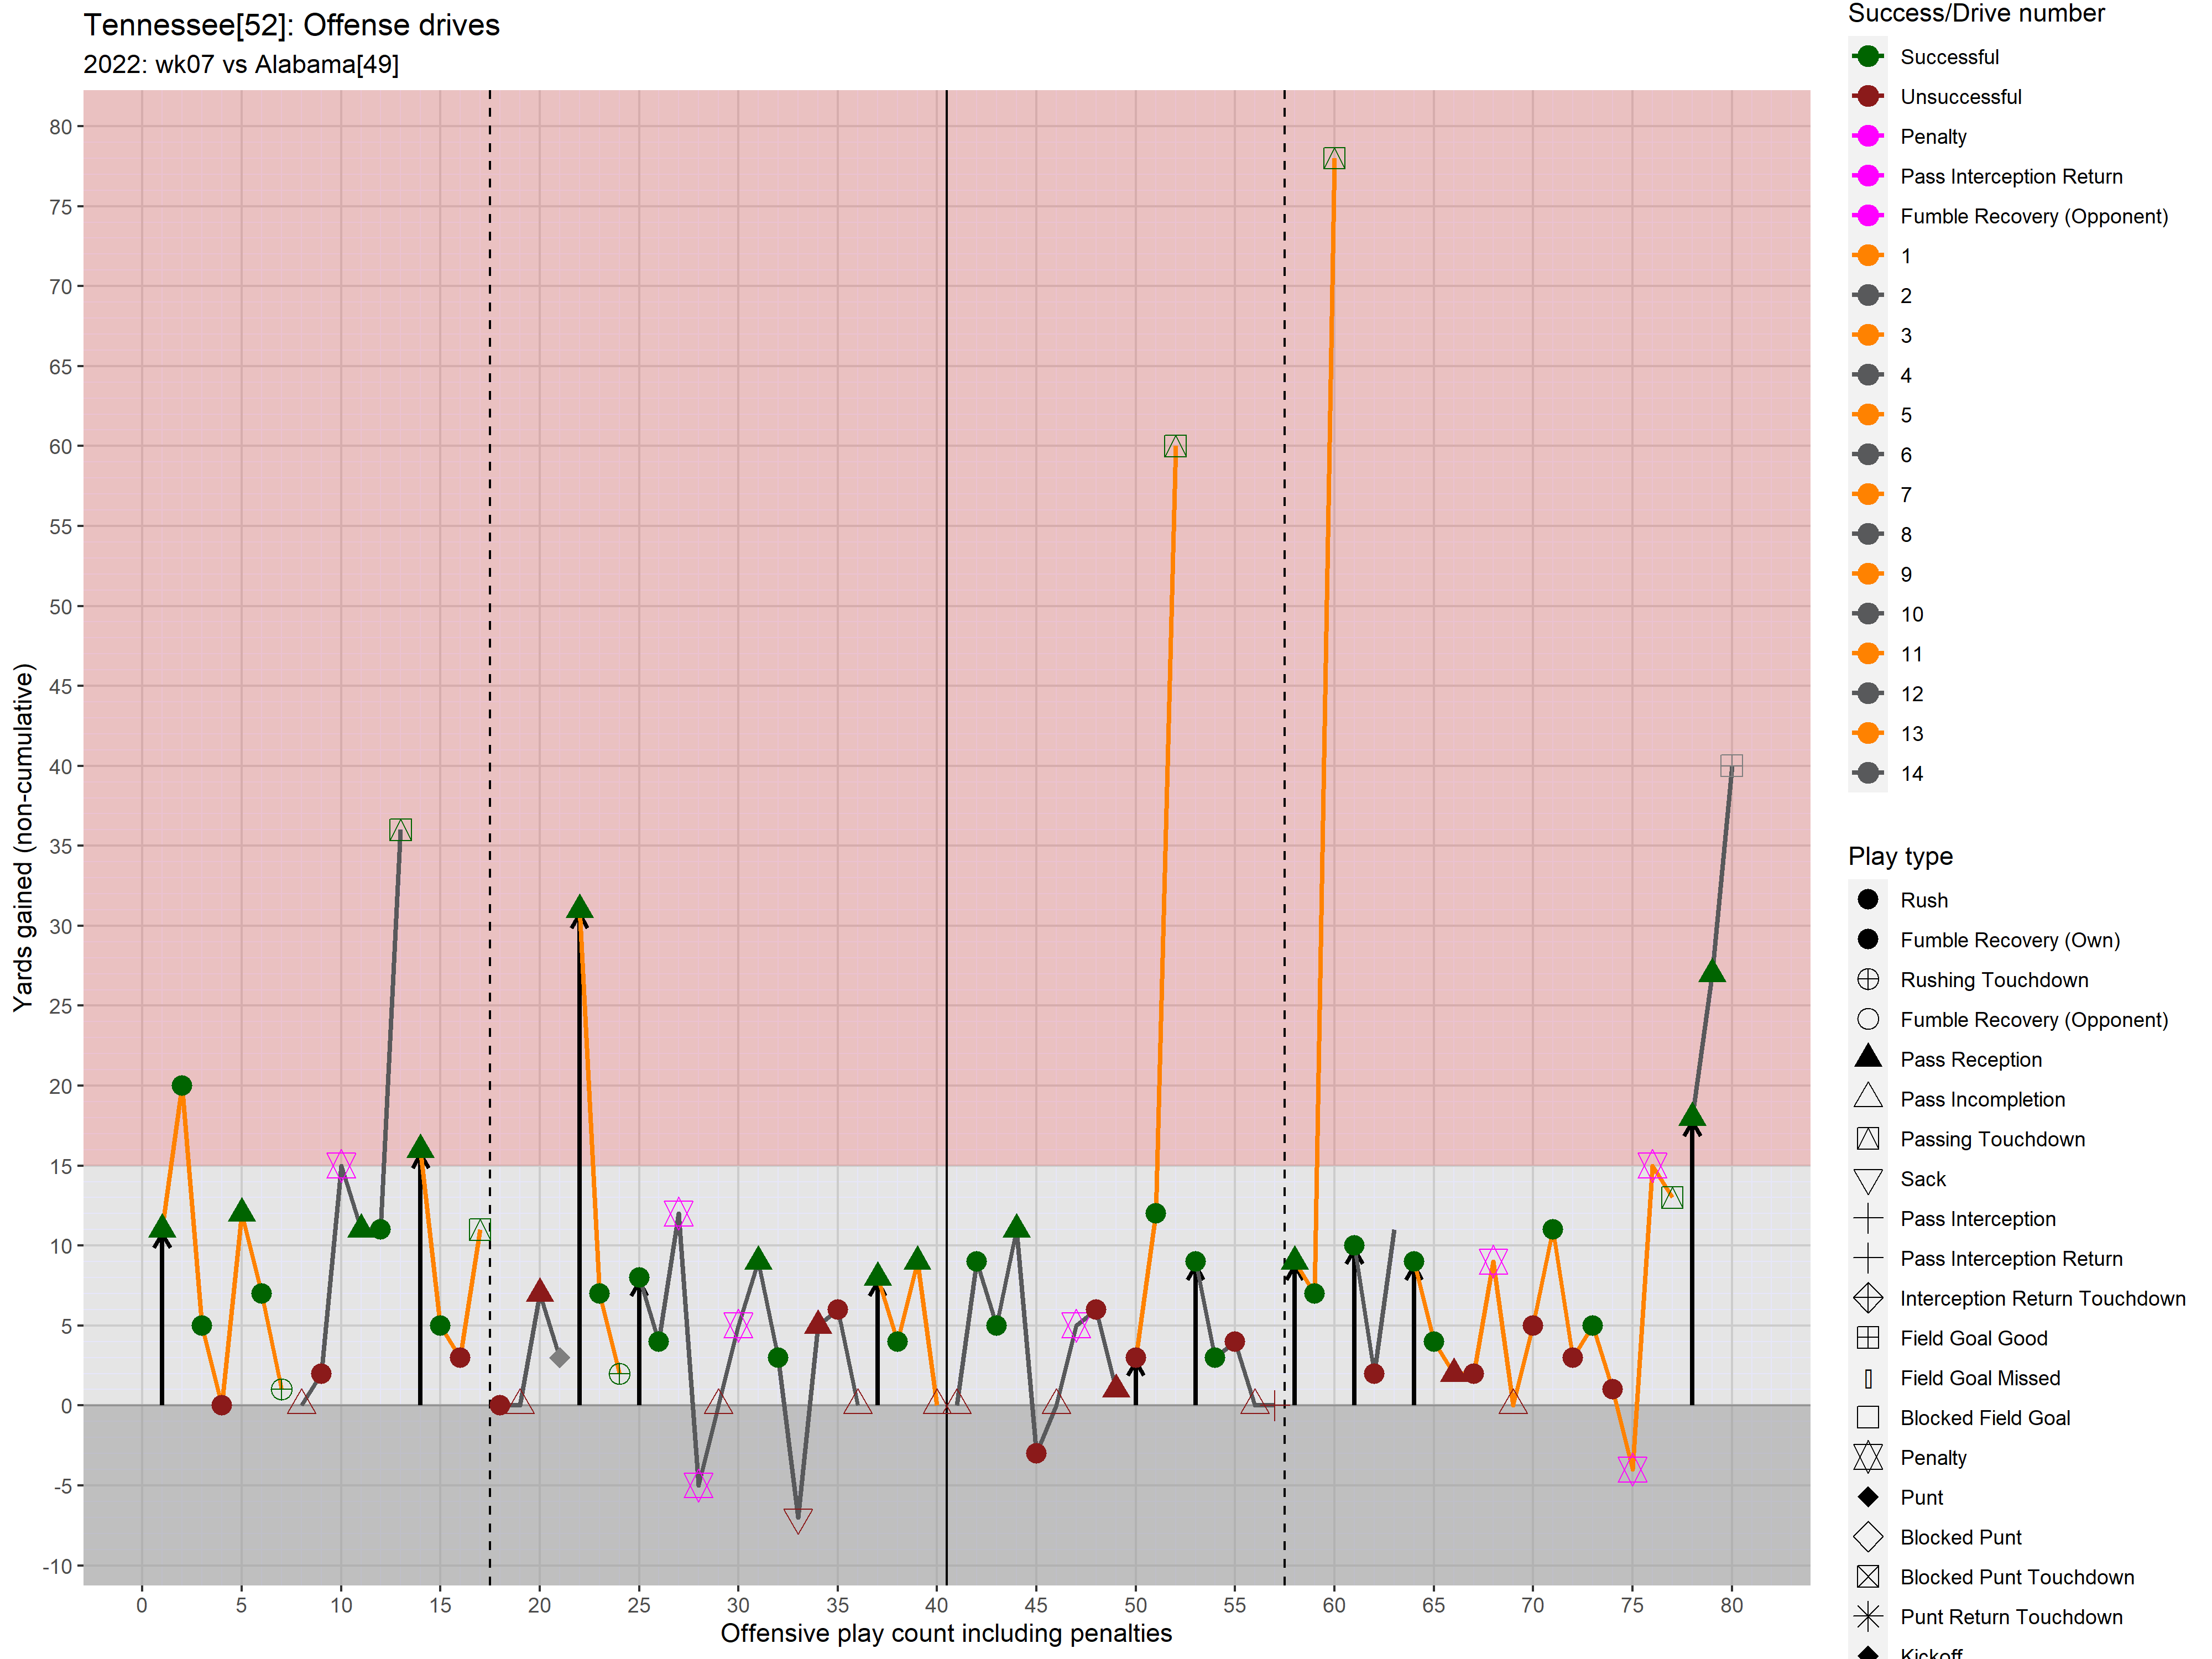 Tennessee[52]: Offense drives
2022: wk07 vs Alabama[49]
Yards gained (non-cumulative)
80
75
70
65
60
55
50
45
40
35
30
25
20
15
10
5
0
-5
-10
0 5 10 15 20 25 30 35 40 45 50 55 60 65 70 75 80
Offensive play count including penalties
Success/Drive number
Successful
Unsuccessful
Penalty
Pass Interception Return
Fumble Recovery (Opponent)
1
2
3
4
5
6
7
8
9
10
11
12
13
14
Play type
Rush
Fumble Recovery (Own)
Rushing Touchdown
Fumble Recovery (Opponent)
Pass Reception
Pass Incompletion
Passing Touchdown
Sack
Pass Interception
Pass Interception Return
Interception Return Touchdown
Field Goal Good
Field Goal Missed
Blocked Field Goal
Penalty
Punt
Blocked Punt
Blocked Punt Touchdown
Punt Return Touchdown
Kickoff